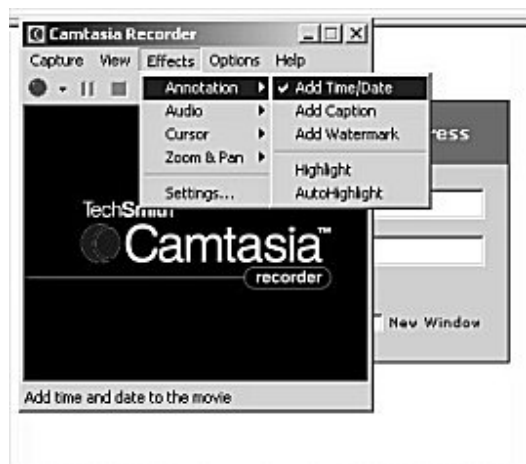 Camtasia Recorder
Capture View Effects Options Help
Annotation
Audio
Cursor
Zoom & Pan
Settings...
Add Time/Date
Add Caption
Add Watermark
Highlight
AutoHighlight
ress
TechSmith
Camtasia™
recorder
New Window
Add time and date to the movie